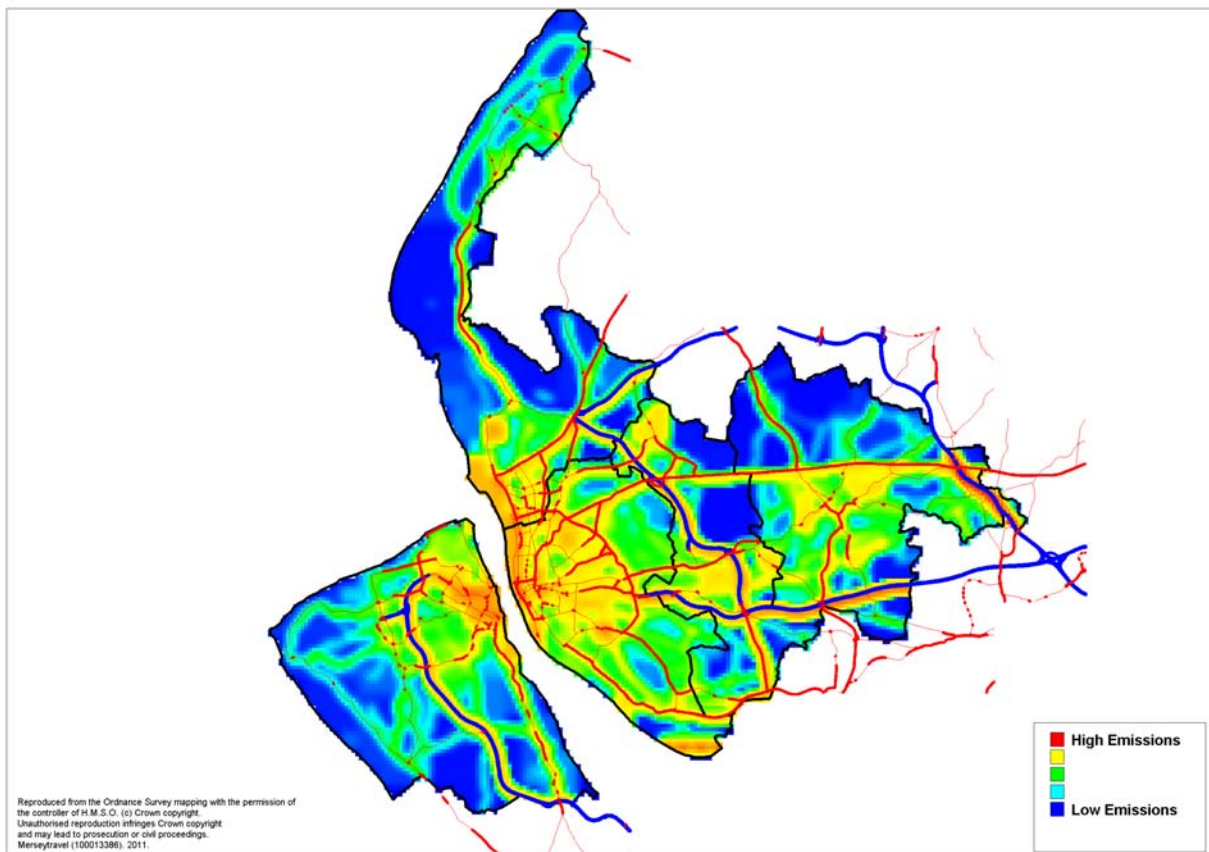 High Emissions
Low Emissions
Reproduced from the Ordnance Survey mapping with the permission of
the controller of H.M.S.O. (c) Crown copyright.
Unauthorised reproduction infringes Crown copyright
and may lead to prosecution or civil proceedings.
Merseytravel (100013386). 2011.